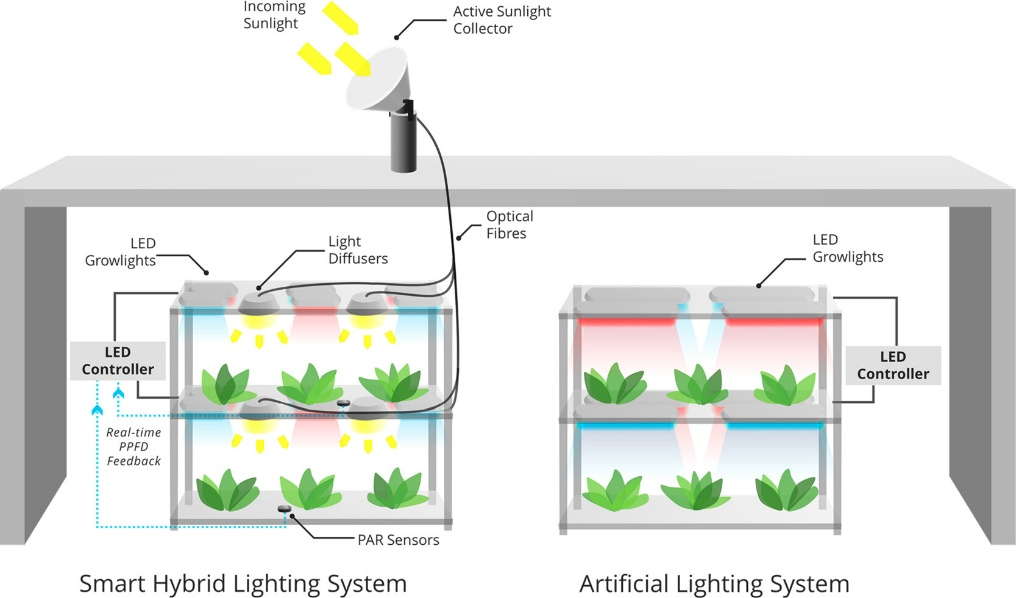 Incoming
Sunlight
Active Sunlight
Collector
Optical
Fibres
LED
Growlights
Light
Diffusers
LED
Growlights
LED
Controller
LED
Controller
Real-time
PPFD
Feedback
PAR Sensors
Smart Hybrid Lighting System
Artificial Lighting System